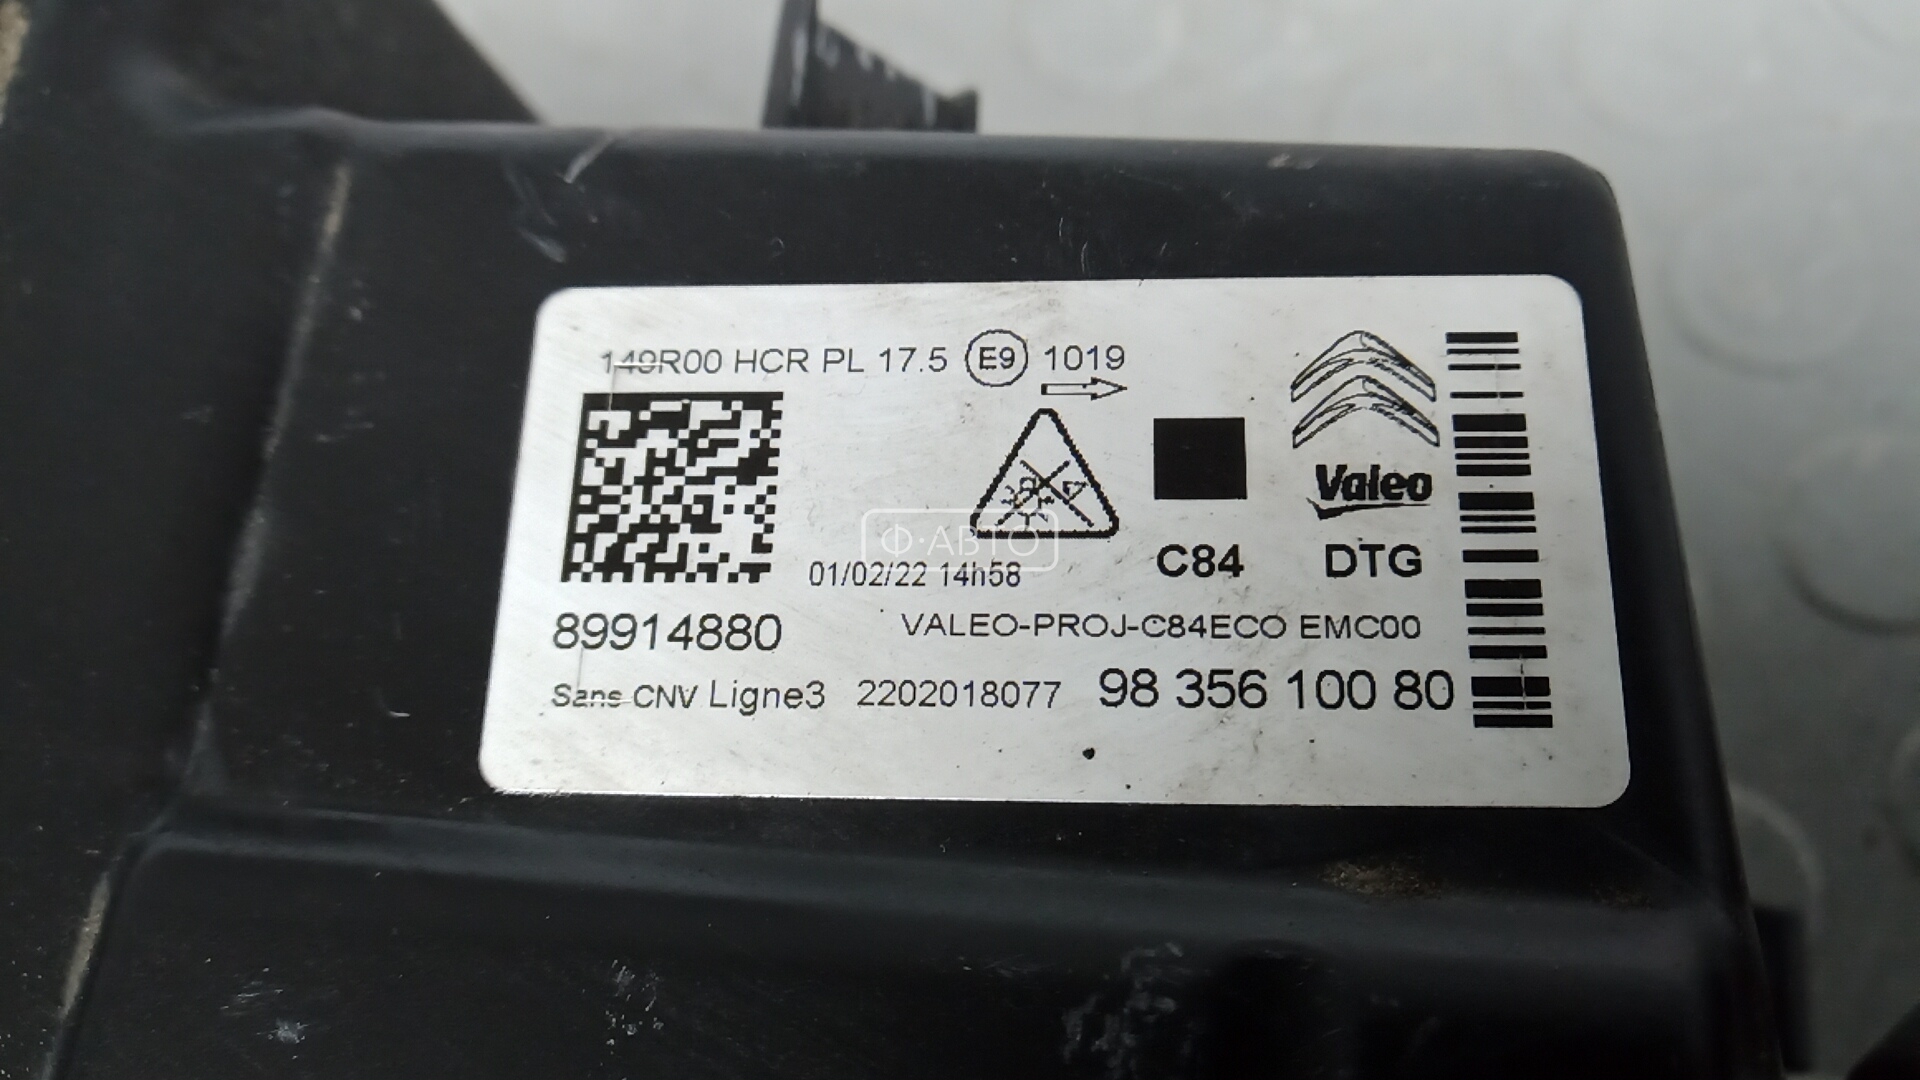 149R00 HCR PL 17.5 E9 1019
Valeo
C84 DTG
Ф·АВТО
01/02/22 14h58
89914880 VALEO-PROJ-C84ECO EMC00
Sans CNV Ligne3 2202018077 98 356 100 80